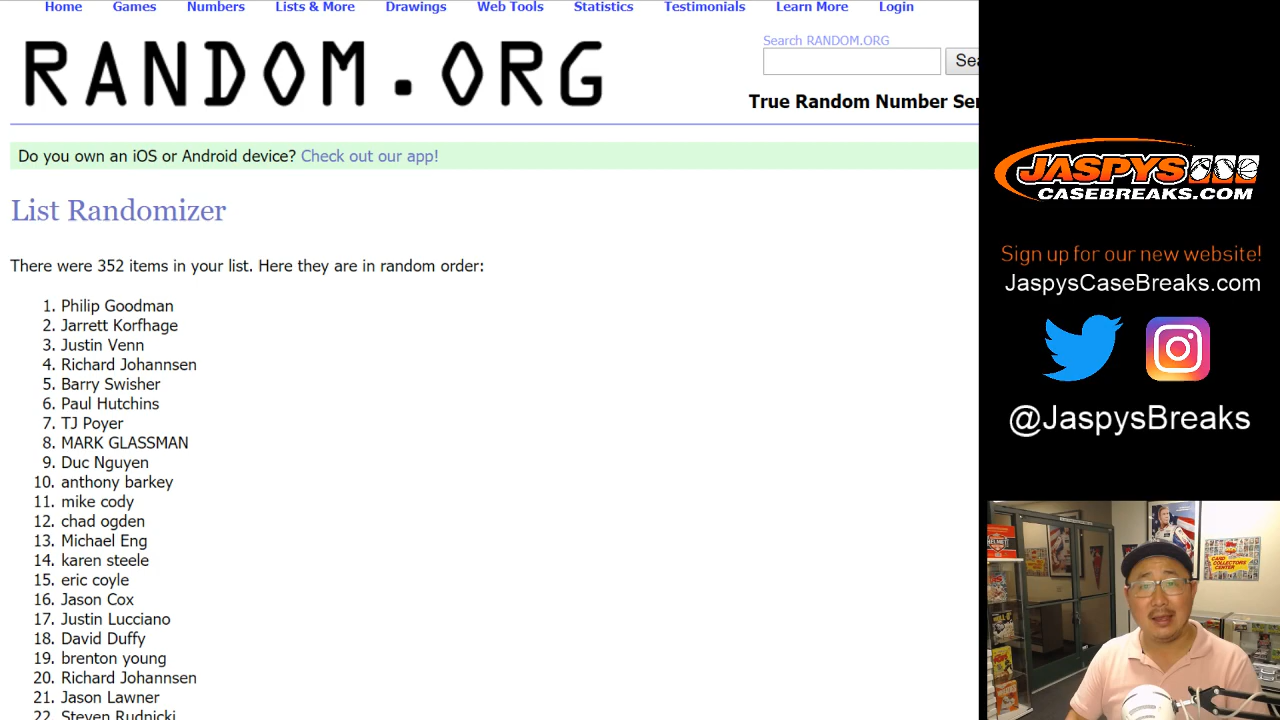 Home Games Numbers Lists & More Drawings Web Tools Statistics Testimonials Learn More Login
RANDOM.ORG
Search RANDOM.ORG
True Random Number
Do you own an iOS or Android device? Check out our app!
List Randomizer
There were 352 items in your list. Here they are in random order:
1. Philip Goodman
2. Jarrett Korfhage
3. Justin Venn
4. Richard Johannsen
5. Barry Swisher
6. Paul Hutchins
7. TJ Poyer
8. MARK GLASSMAN
9. Duc Nguyen
10. anthony barkey
11. mike cody
12. chad ogden
13. Michael Eng
14. karen steele
15. eric coyle
16. Jason Cox
17. Justin Lucciano
18. David Duffy
19. brenton young
20. Richard Johannsen
21. Jason Lawner
22. Steven Rudnicki
JASPYS
CASEBREAKS.COM
Sign up for our new website!
JaspysCaseBreaks.com
@JaspysBreaks